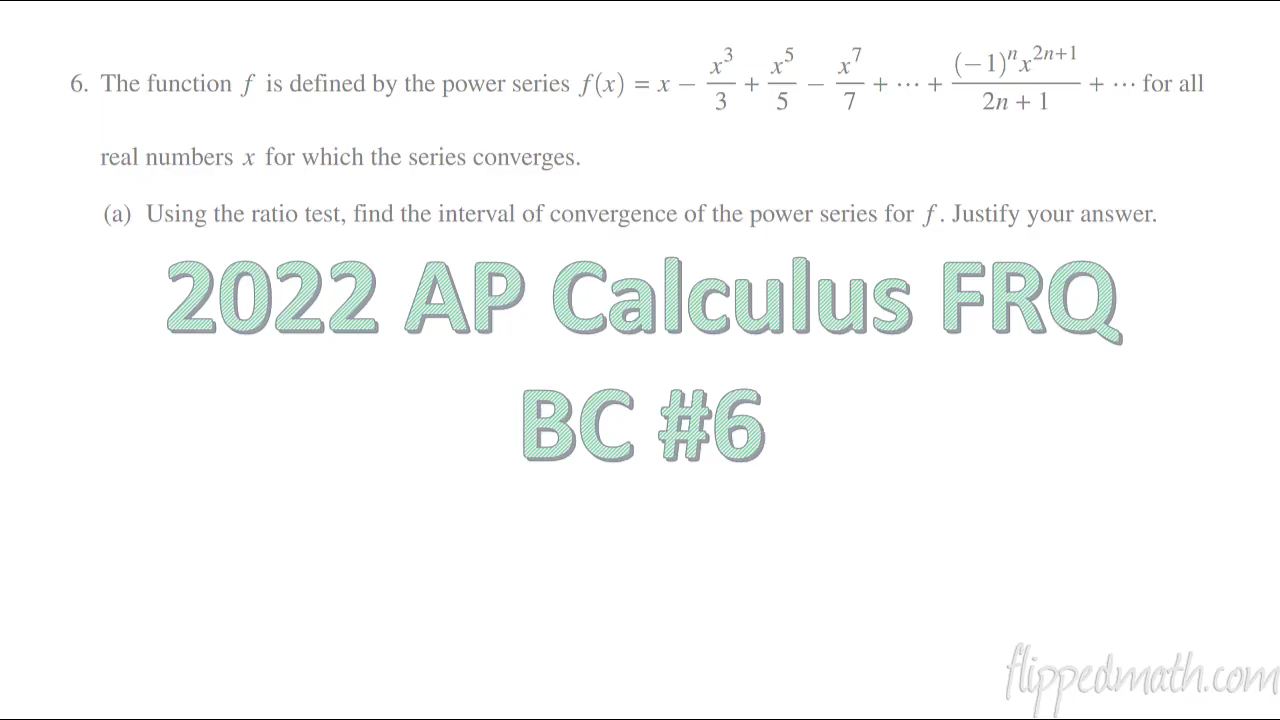 6. The function f is defined by the power series f(x) = x − x³/3 + x⁵/5 − x⁷/7 + ⋯ + (−1)ⁿx²ⁿ⁺¹/(2n + 1) + ⋯ for all
real numbers x for which the series converges.
(a) Using the ratio test, find the interval of convergence of the power series for f. Justify your answer.
2022 AP Calculus FRQ
BC #6
flippedmath.com